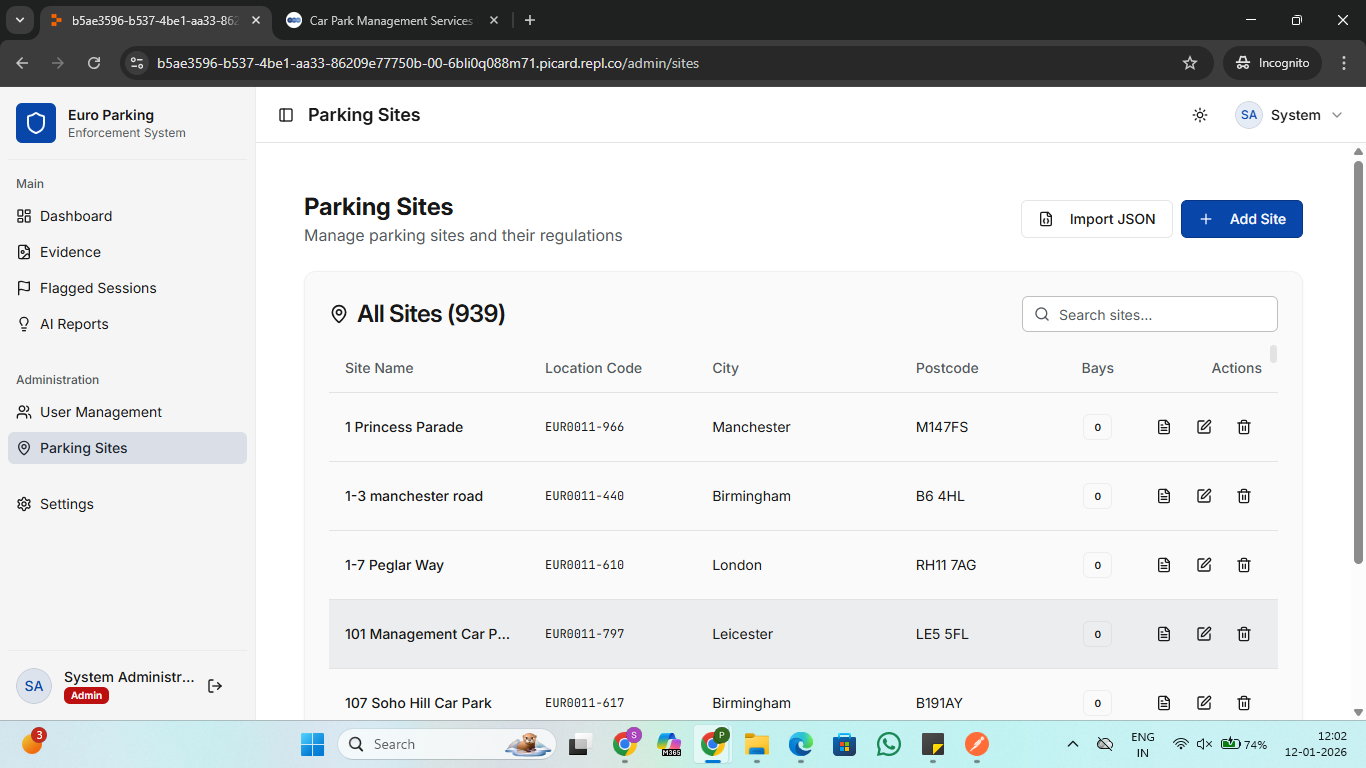 b5ae3596-b537-4be1-aa33-862
Car Park Management Services
b5ae3596-b537-4be1-aa33-86209e77750b-00-6bli0q088m71.picard.repl.co/admin/sites
Incognito
Euro Parking
Enforcement System
Parking Sites
SA System
Main
Dashboard
Evidence
Flagged Sessions
AI Reports
Administration
User Management
Parking Sites
Settings
SA System Administr...
Admin
Parking Sites
Manage parking sites and their regulations
Import JSON
+ Add Site
All Sites (939)
Search sites...
Site Name Location Code City Postcode Bays Actions
1 Princess Parade EUR0011-966 Manchester M147FS 0
1-3 manchester road EUR0011-440 Birmingham B6 4HL 0
1-7 Peglar Way EUR0011-610 London RH11 7AG 0
101 Management Car P... EUR0011-797 Leicester LE5 5FL 0
107 Soho Hill Car Park EUR0011-617 Birmingham B191AY 0
3
Search
S
M365
P
ENG
IN
74%
12:02
12-01-2026